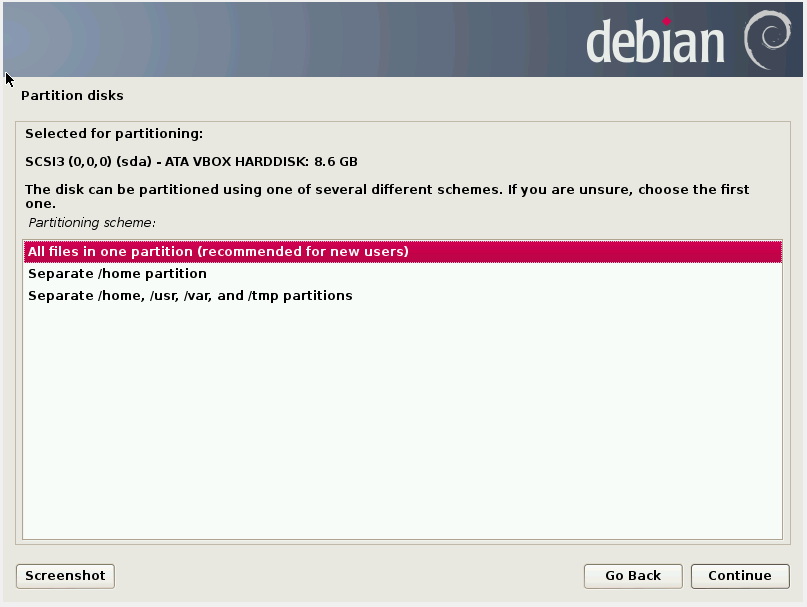 debian
Partition disks
Selected for partitioning:
SCSI3 (0,0,0) (sda) - ATA VBOX HARDDISK: 8.6 GB
The disk can be partitioned using one of several different schemes. If you are unsure, choose the first
one.
Partitioning scheme:
All files in one partition (recommended for new users)
Separate /home partition
Separate /home, /usr, /var, and /tmp partitions
Screenshot
Go Back
Continue